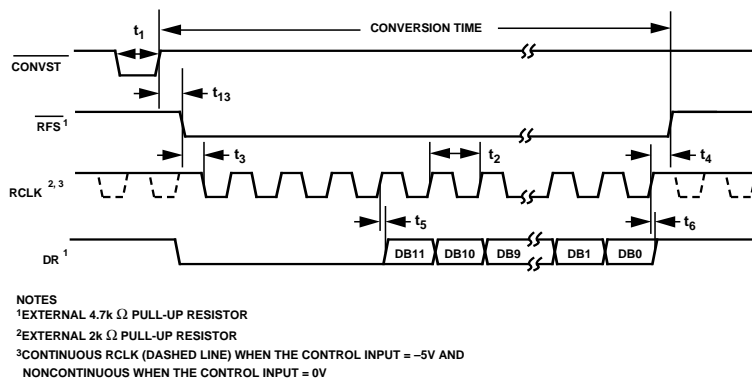 t1
CONVERSION TIME
CONVST
t13
RFS 1
t3
t2
t4
RCLK 2, 3
t5
t6
DR 1
DB11
DB10
DB9
DB1
DB0
NOTES
1EXTERNAL 4.7k Ω PULL-UP RESISTOR
2EXTERNAL 2k Ω PULL-UP RESISTOR
3CONTINUOUS RCLK (DASHED LINE) WHEN THE CONTROL INPUT = –5V AND
NONCONTINUOUS WHEN THE CONTROL INPUT = 0V